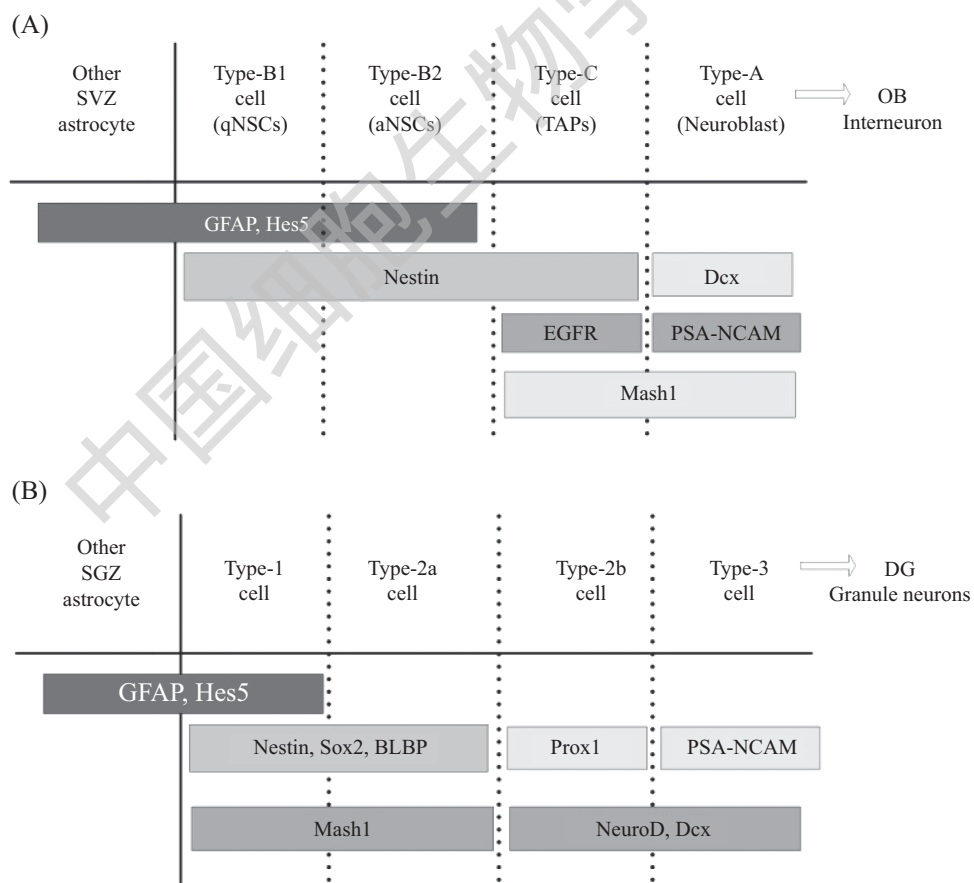 (A)
Other
SVZ
astrocyte
Type-B1
cell
(qNSCs)
Type-B2
cell
(aNSCs)
Type-C
cell
(TAPs)
Type-A
cell
(Neuroblast)
OB
Interneuron
GFAP, Hes5
Nestin
Dcx
EGFR
PSA-NCAM
Mash1
(B)
Other
SGZ
astrocyte
Type-1
cell
Type-2a
cell
Type-2b
cell
Type-3
cell
DG
Granule neurons
GFAP, Hes5
Nestin, Sox2, BLBP
Prox1
PSA-NCAM
Mash1
NeuroD, Dcx
中国细胞生物学